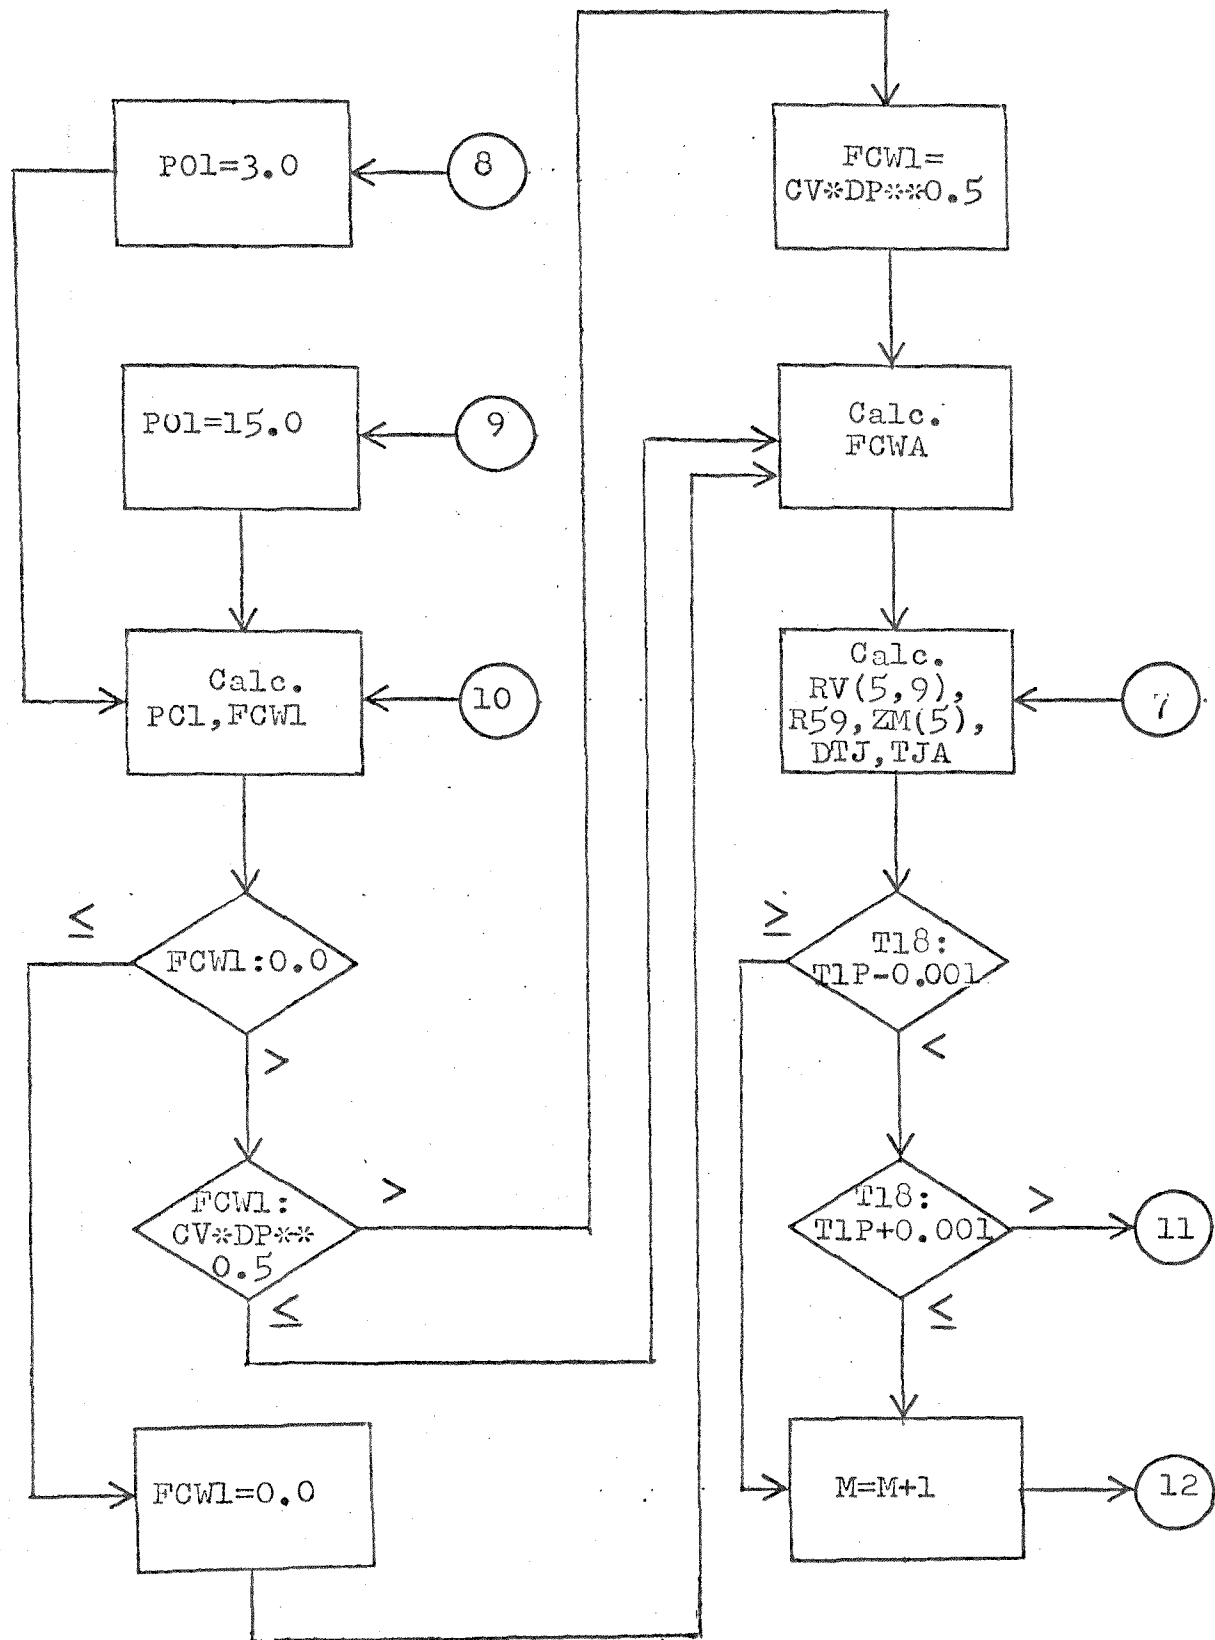 PO1=3.0
8
PO1=15.0
9
Calc.
PC1,FCW1
10
≤
FCW1:0.0
>
FCW1:
CV*DP**
0.5
>
≤
FCW1=0.0
FCW1=
CV*DP**0.5
Calc.
FCWA
Calc.
RV(5,9),
R59,ZM(5),
DTJ,TJA
7
≥
T18:
T1P-0.001
<
T18:
T1P+0.001
>
11
≤
M=M+1
12